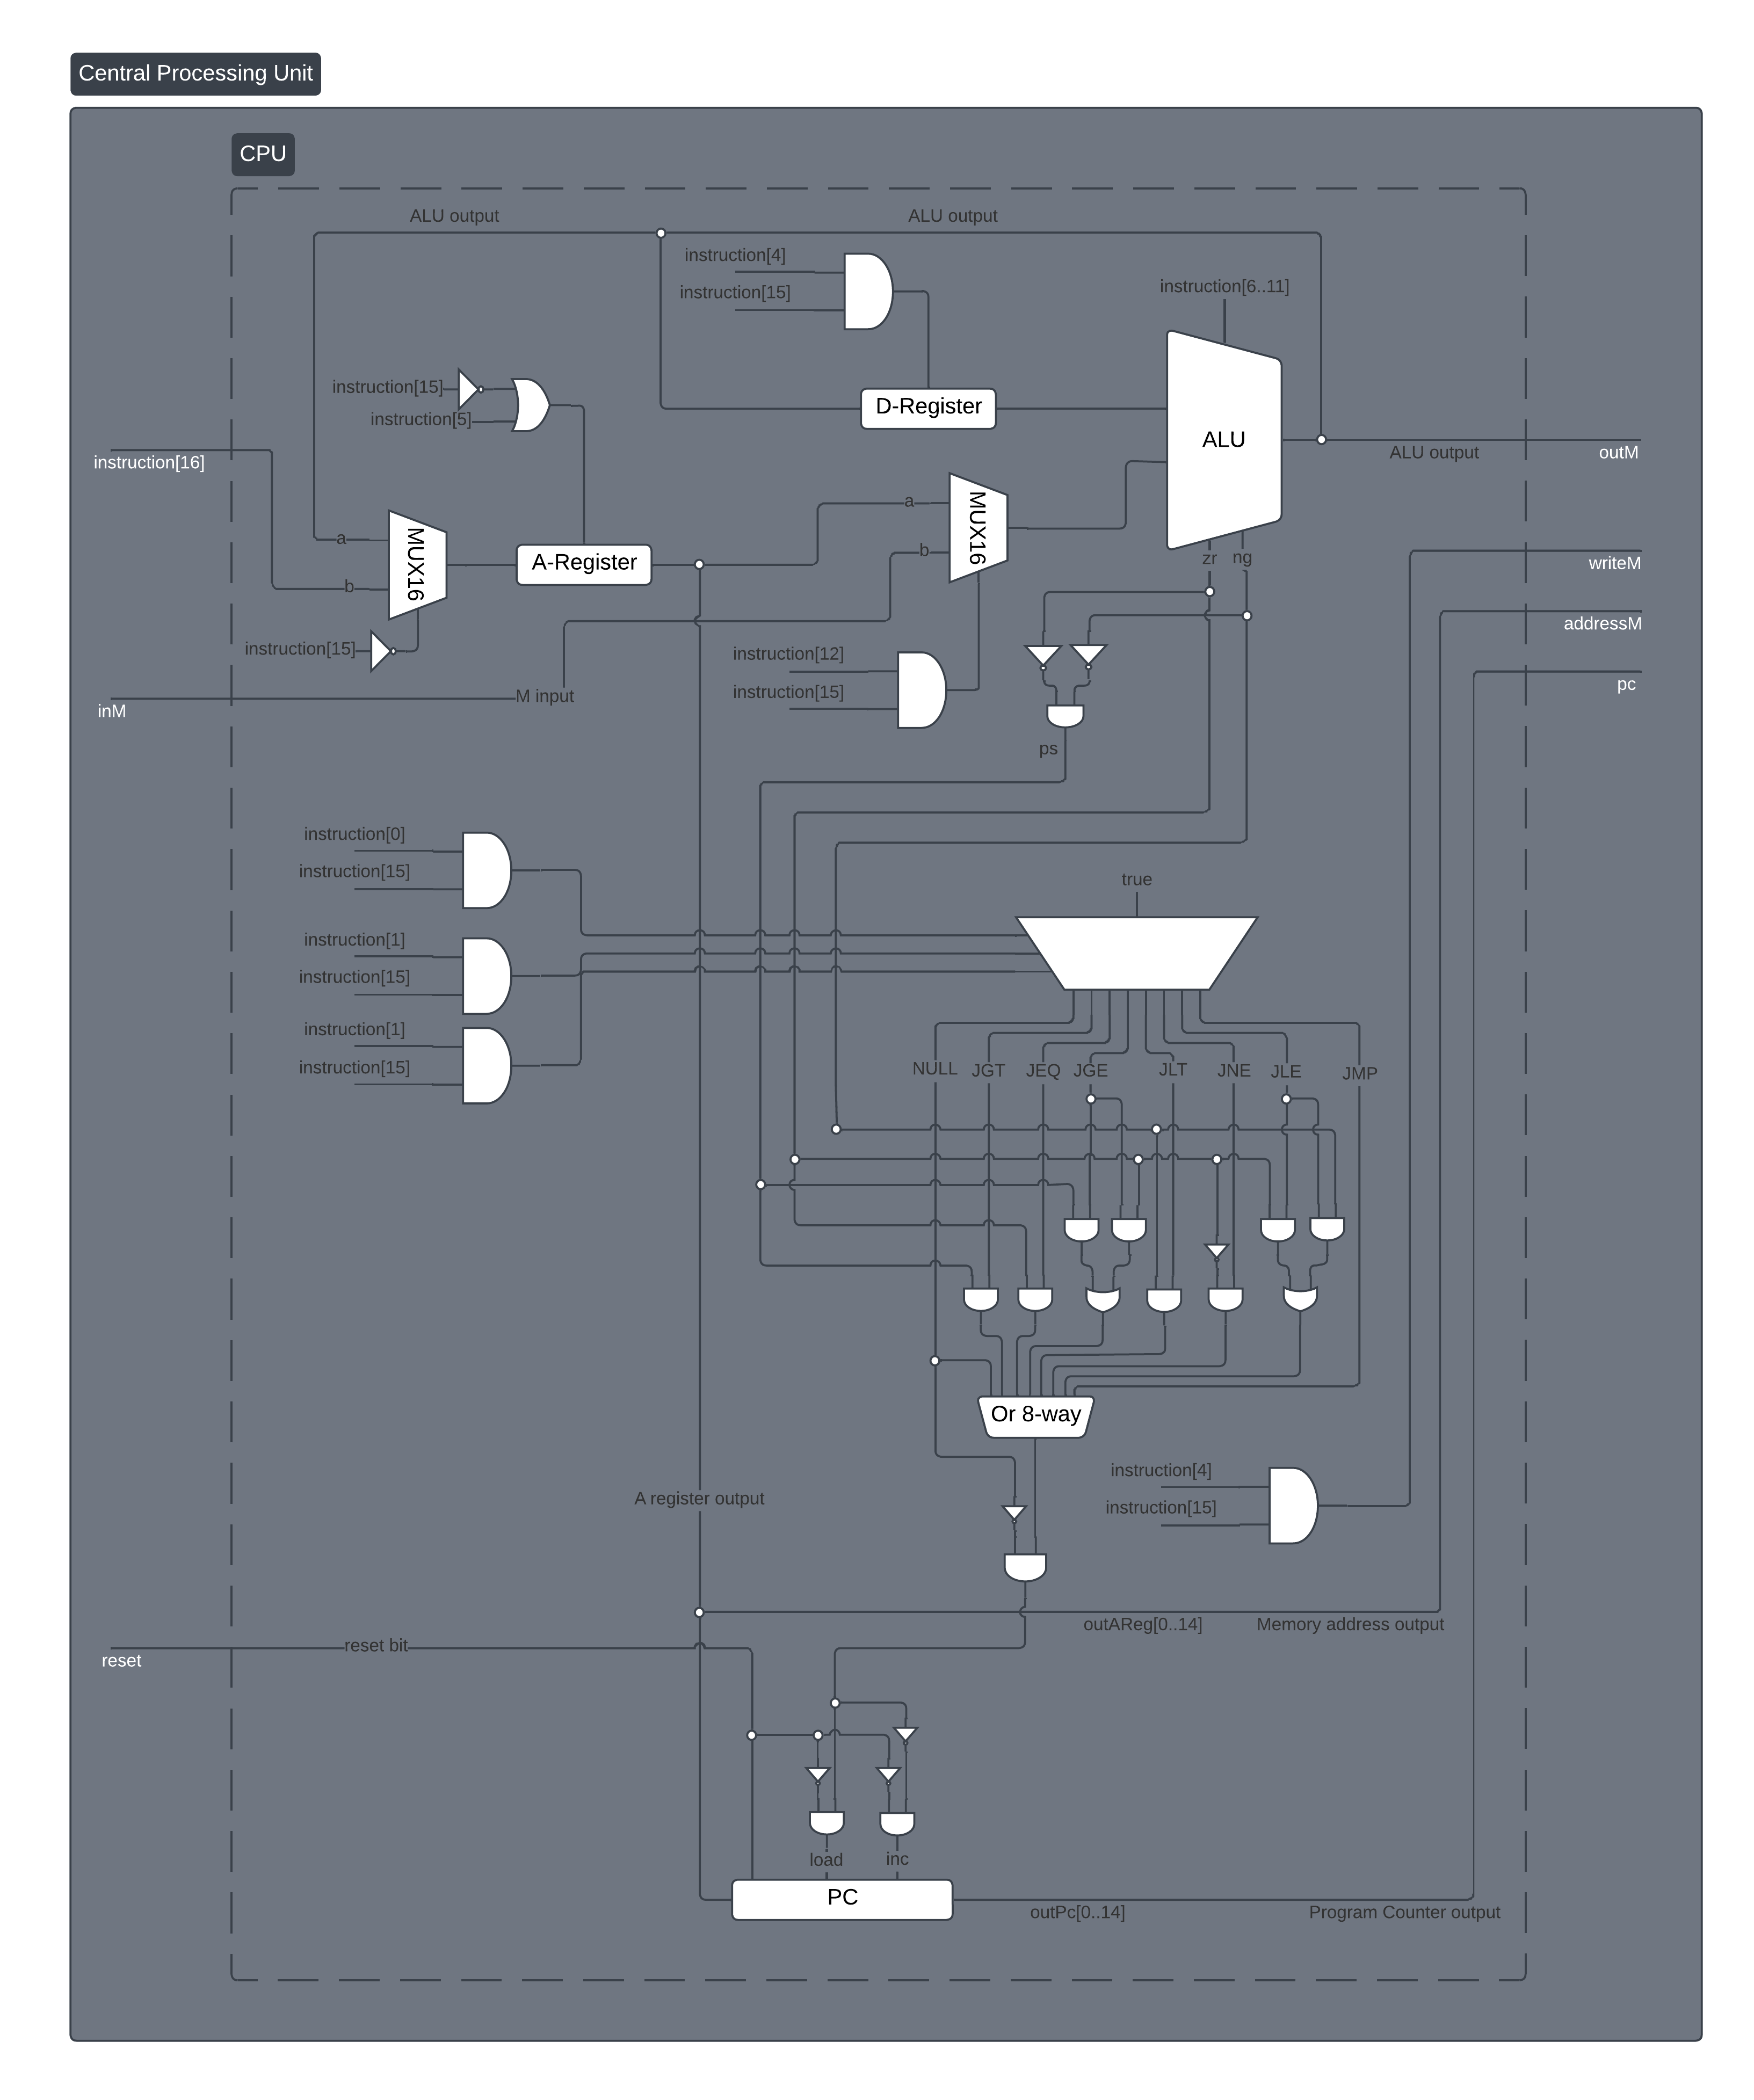 Central Processing Unit
CPU
ALU output
ALU output
instruction[4]
instruction[15]
instruction[6..11]
instruction[15]
instruction[5]
D-Register
ALU
ALU output
outM
instruction[16]
a
b
MUX16
A-Register
a
b
MUX16
zr
ng
writeM
addressM
pc
instruction[15]
M input
inM
instruction[12]
instruction[15]
ps
instruction[0]
instruction[15]
true
instruction[1]
instruction[15]
instruction[1]
instruction[15]
NULL
JGT
JEQ
JGE
JLT
JNE
JLE
JMP
Or 8-way
instruction[4]
instruction[15]
A register output
outAReg[0..14]
Memory address output
reset bit
reset
load
inc
PC
outPc[0..14]
Program Counter output